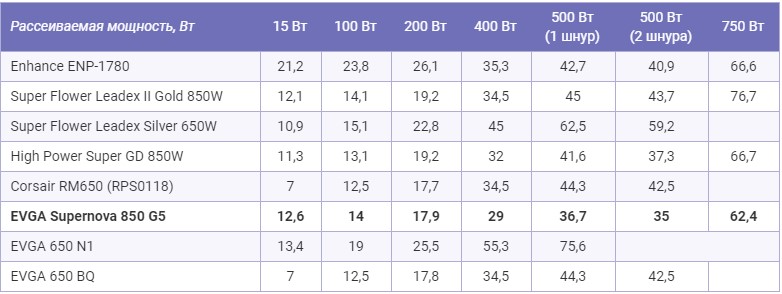 Рассеиваемая мощность, Вт 15 Вт 100 Вт 200 Вт 400 Вт 500 Вт (1 шнур) 500 Вт (2 шнура) 750 Вт
Enhance ENP-1780 21,2 23,8 26,1 35,3 42,7 40,9 66,6
Super Flower Leadex II Gold 850W 12,1 14,1 19,2 34,5 45 43,7 76,7
Super Flower Leadex Silver 650W 10,9 15,1 22,8 45 62,5 59,2
High Power Super GD 850W 11,3 13,1 19,2 32 41,6 37,3 66,7
Corsair RM650 (RPS0118) 7 12,5 17,7 34,5 44,3 42,5
EVGA Supernova 850 G5 12,6 14 17,9 29 36,7 35 62,4
EVGA 650 N1 13,4 19 25,5 55,3 75,6
EVGA 650 BQ 7 12,5 17,8 34,5 44,3 42,5